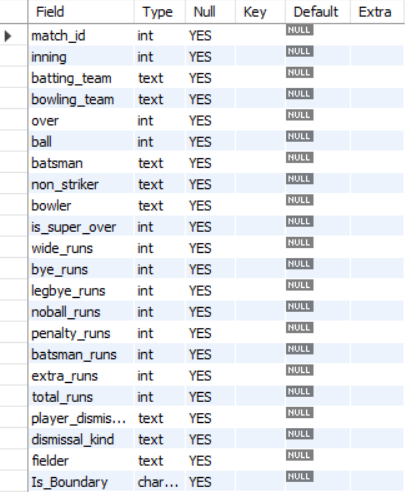 Field Type Null Key Default Extra
match_id int YES NULL
inning int YES NULL
batting_team text YES NULL
bowling_team text YES NULL
over int YES NULL
ball int YES NULL
batsman text YES NULL
non_striker text YES NULL
bowler text YES NULL
is_super_over int YES NULL
wide_runs int YES NULL
bye_runs int YES NULL
legbye_runs int YES NULL
noball_runs int YES NULL
penalty_runs int YES NULL
batsman_runs int YES NULL
extra_runs int YES NULL
total_runs int YES NULL
player_dismis... text YES NULL
dismissal_kind text YES NULL
fielder text YES NULL
Is_Boundary char... YES NULL